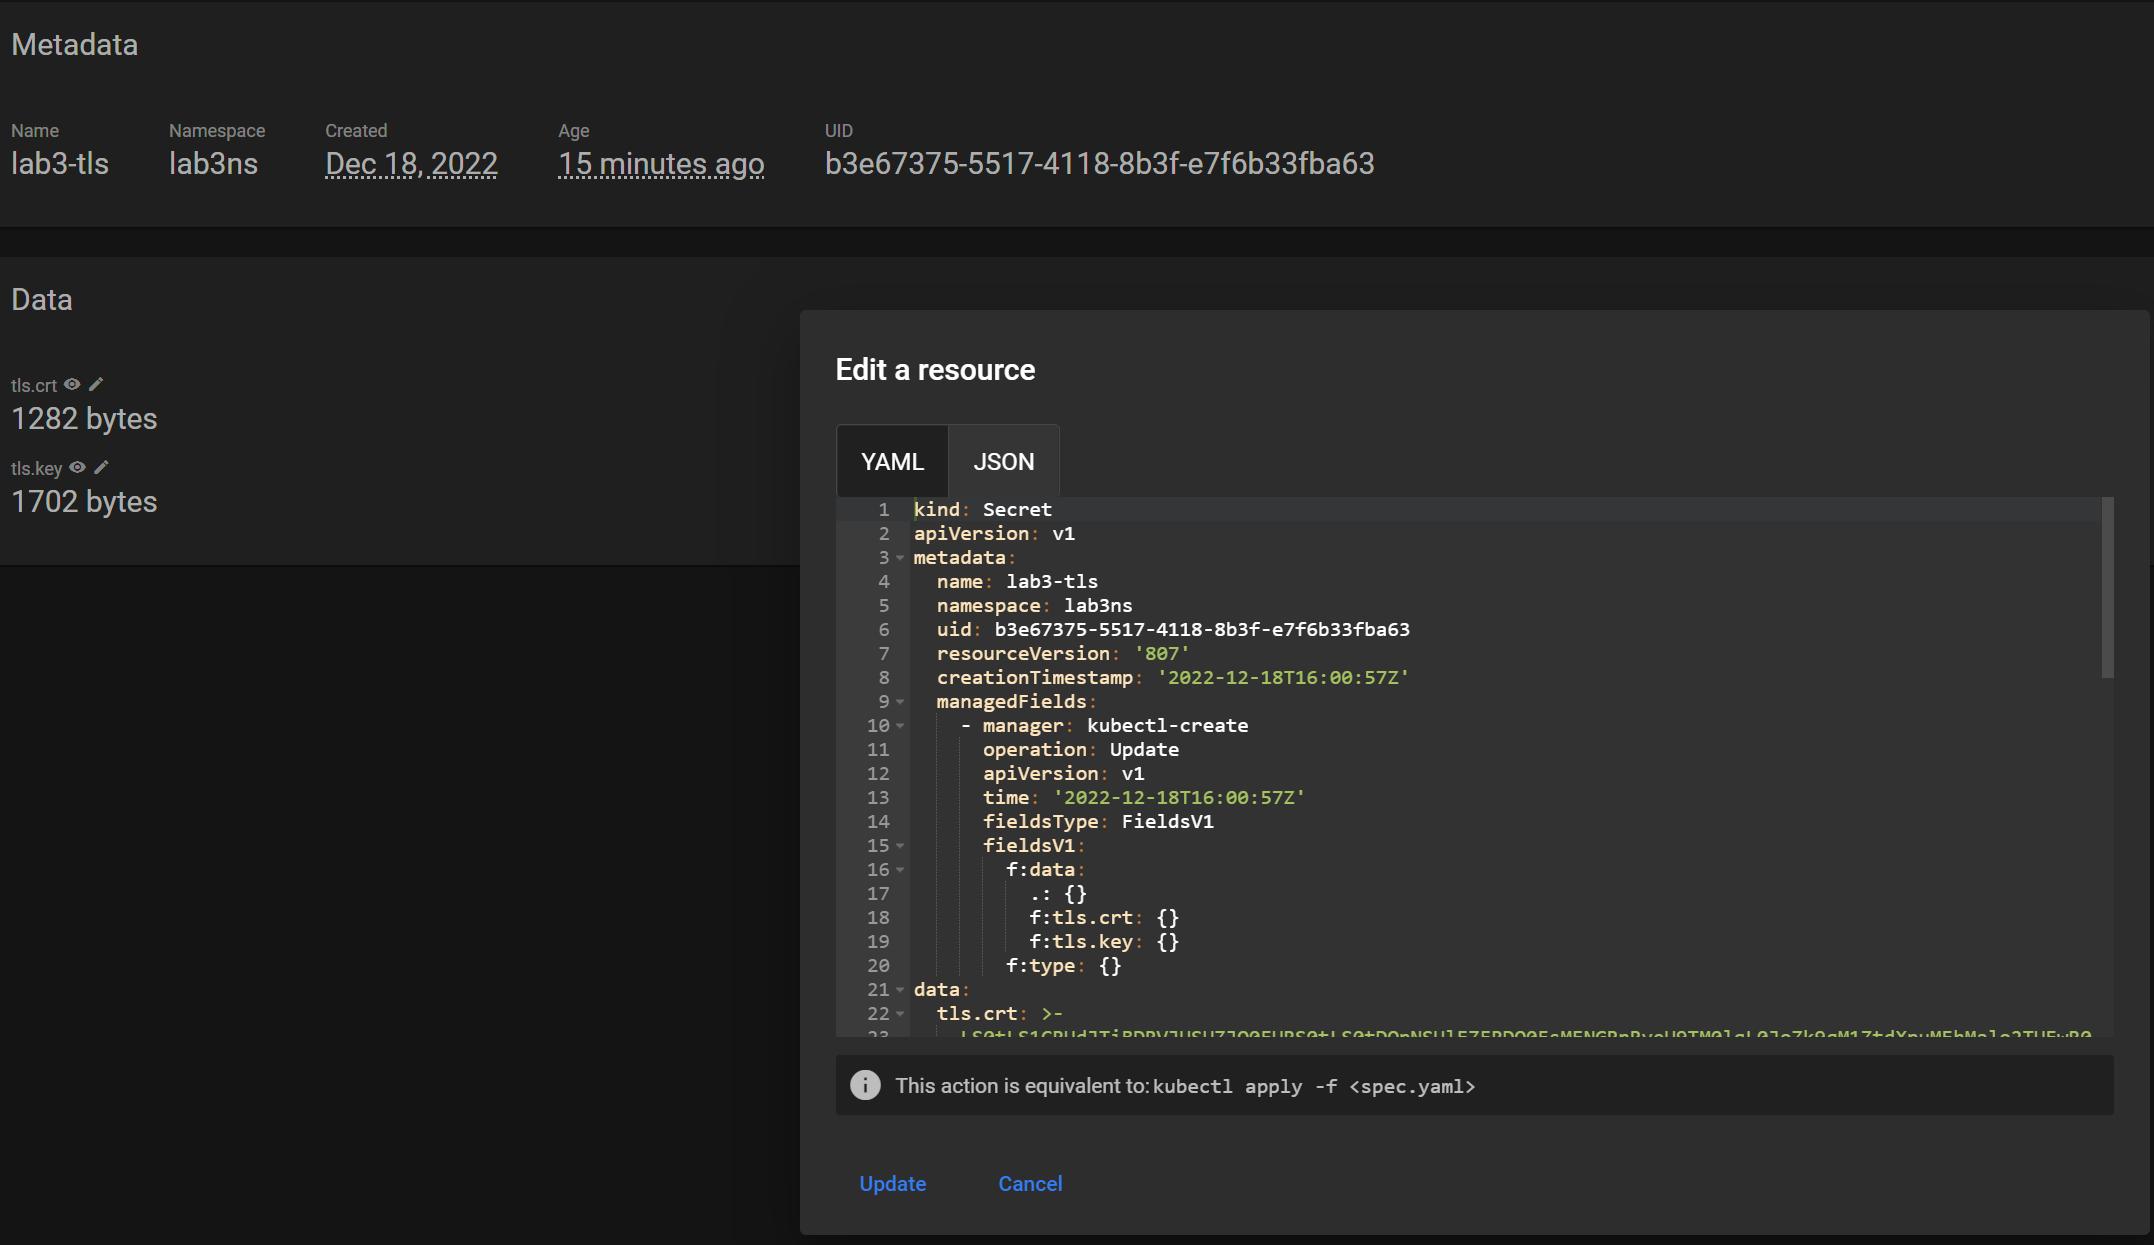 Metadata
Name Namespace Created Age UID
lab3-tls lab3ns Dec 18, 2022 15 minutes ago b3e67375-5517-4118-8b3f-e7f6b33fba63
Data
tls.crt
1282 bytes
tls.key
1702 bytes
Edit a resource
YAML JSON
1 kind: Secret
2 apiVersion: v1
3 metadata:
4 name: lab3-tls
5 namespace: lab3ns
6 uid: b3e67375-5517-4118-8b3f-e7f6b33fba63
7 resourceVersion: '807'
8 creationTimestamp: '2022-12-18T16:00:57Z'
9 managedFields:
10 - manager: kubectl-create
11 operation: Update
12 apiVersion: v1
13 time: '2022-12-18T16:00:57Z'
14 fieldsType: FieldsV1
15 fieldsV1:
16 f:data:
17 .: {}
18 f:tls.crt: {}
19 f:tls.key: {}
20 f:type: {}
21 data:
22 tls.crt: >-
23
This action is equivalent to: kubectl apply -f <spec.yaml>
Update Cancel